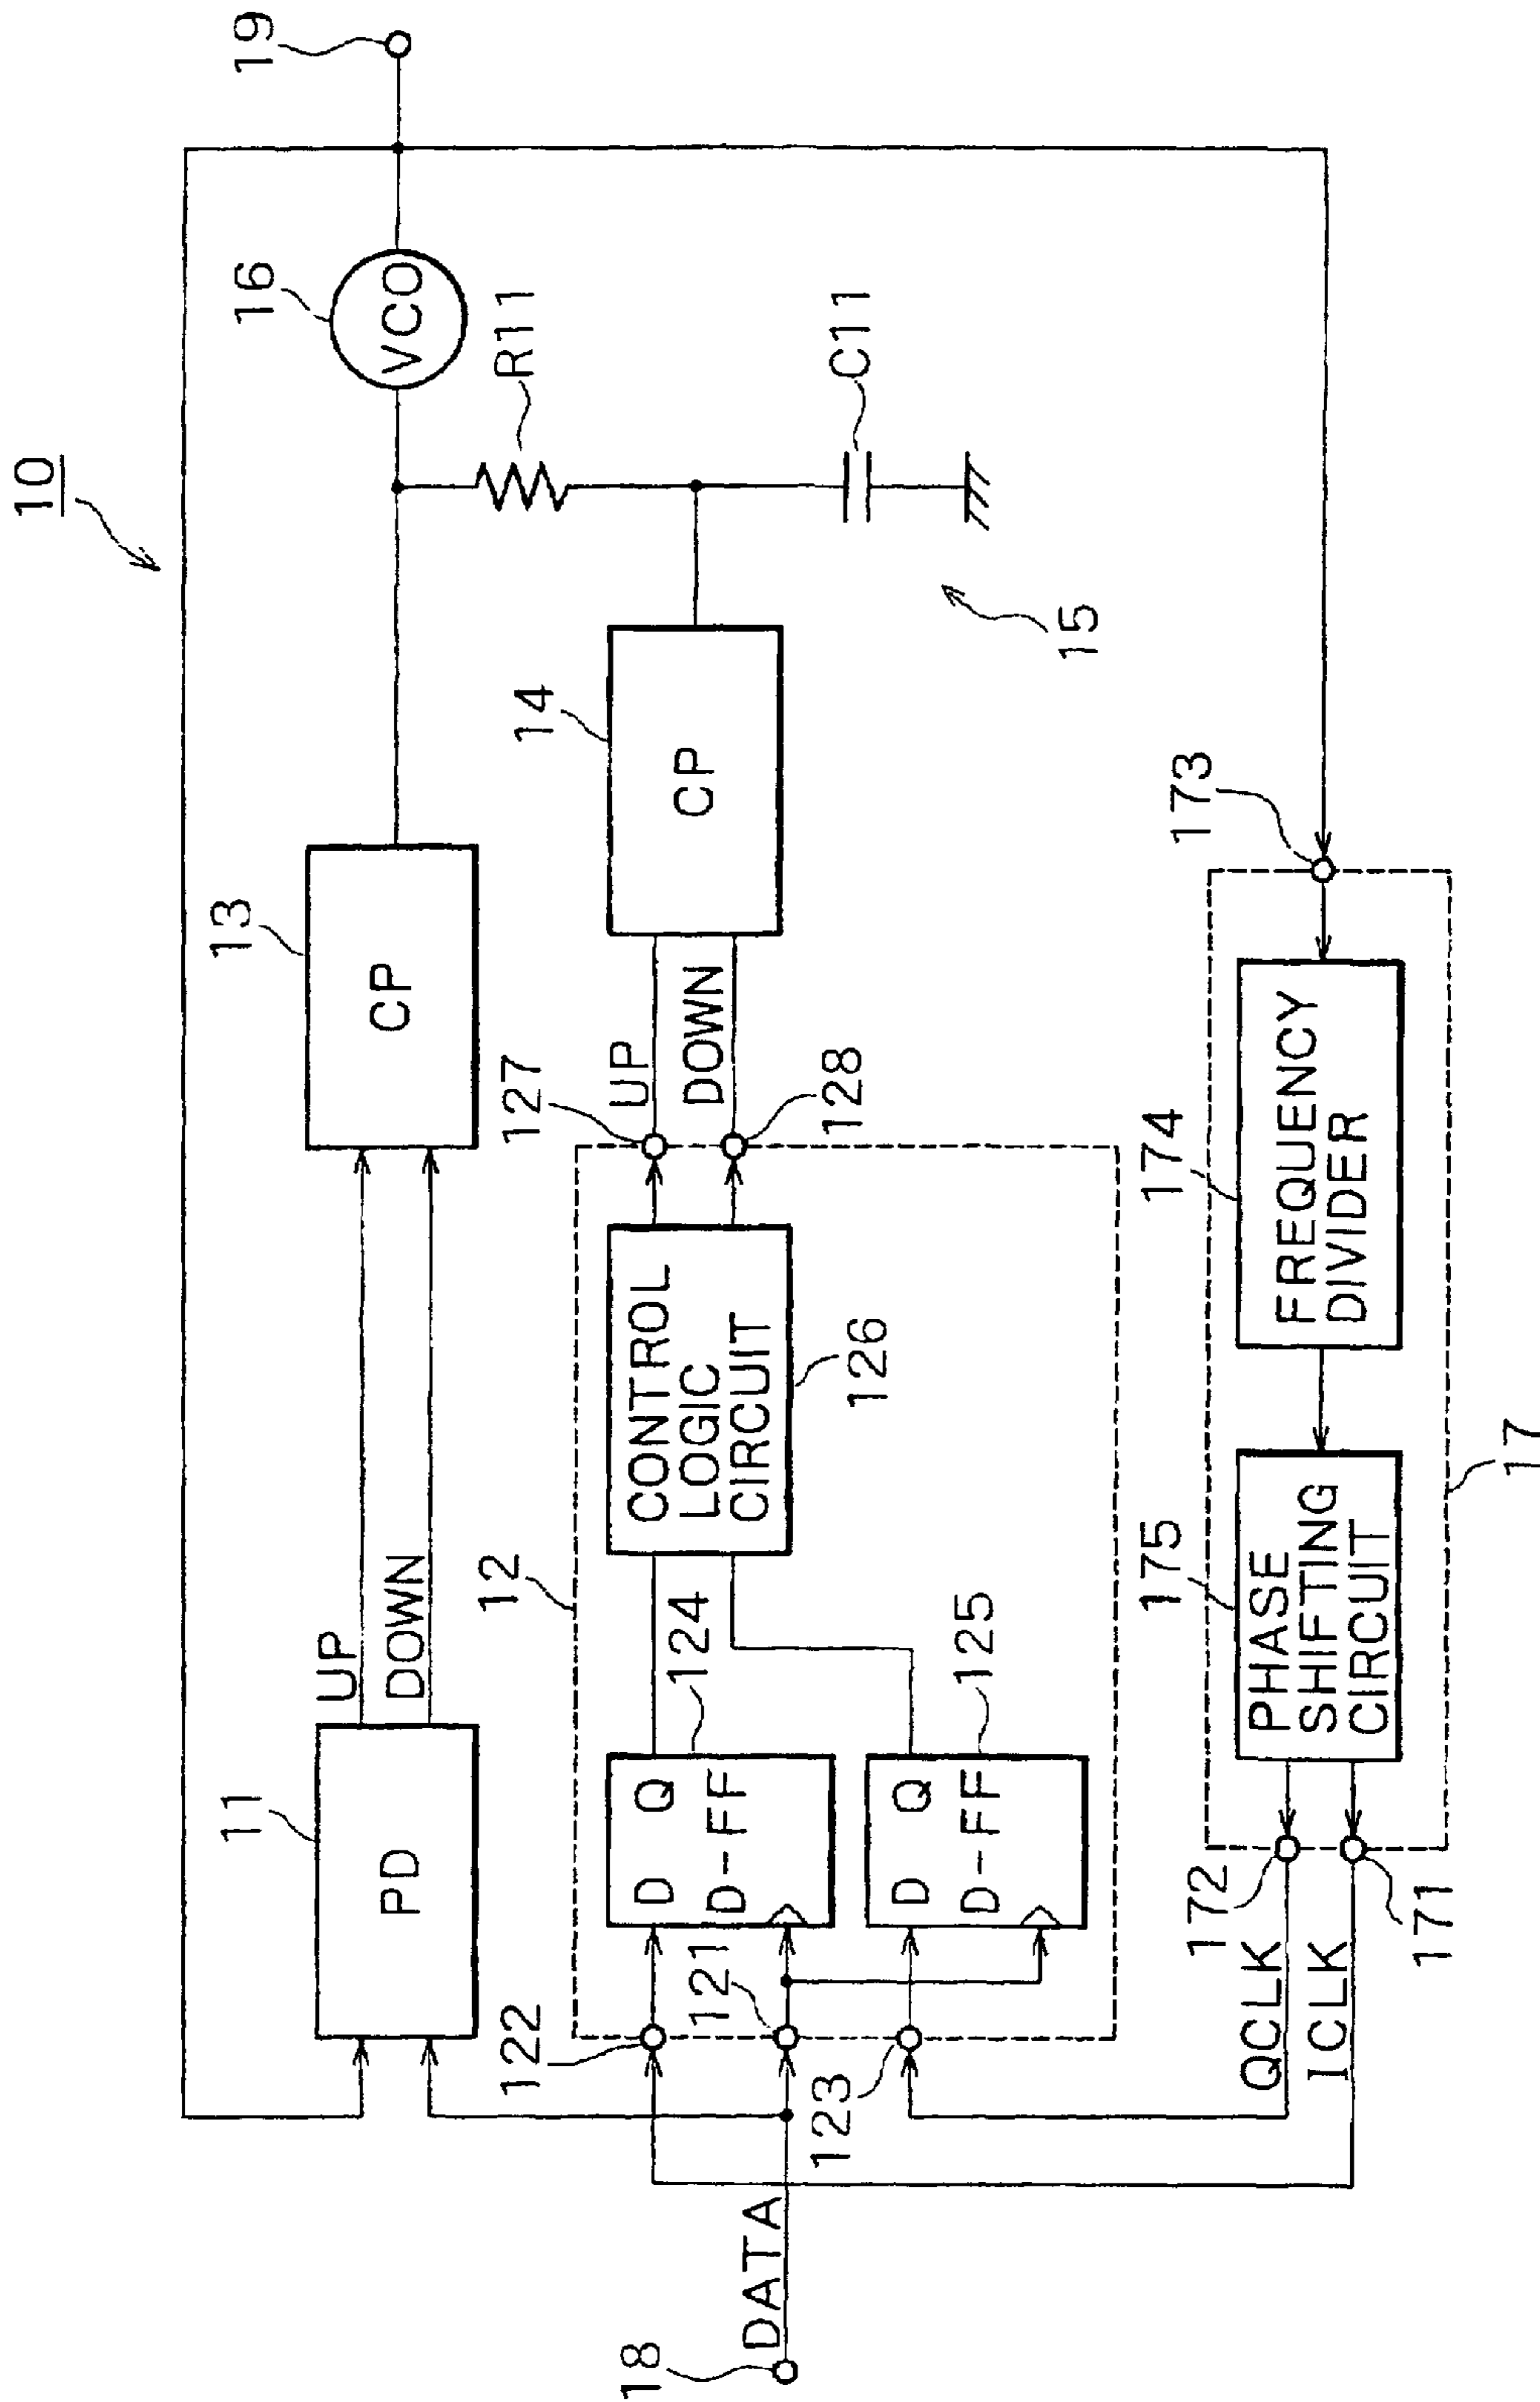 10
19
16
VCO
R11
C11
15
13
CP
14
CP
UP
DOWN
11
PD
127
UP
DOWN
128
12
CONTROL
LOGIC
CIRCUIT
126
124
D Q
D-FF
125
D Q
D-FF
122
121
123
18
DATA
173
174
FREQUENCY
DIVIDER
175
PHASE
SHIFTING
CIRCUIT
17
172
171
QCLK
ICLK